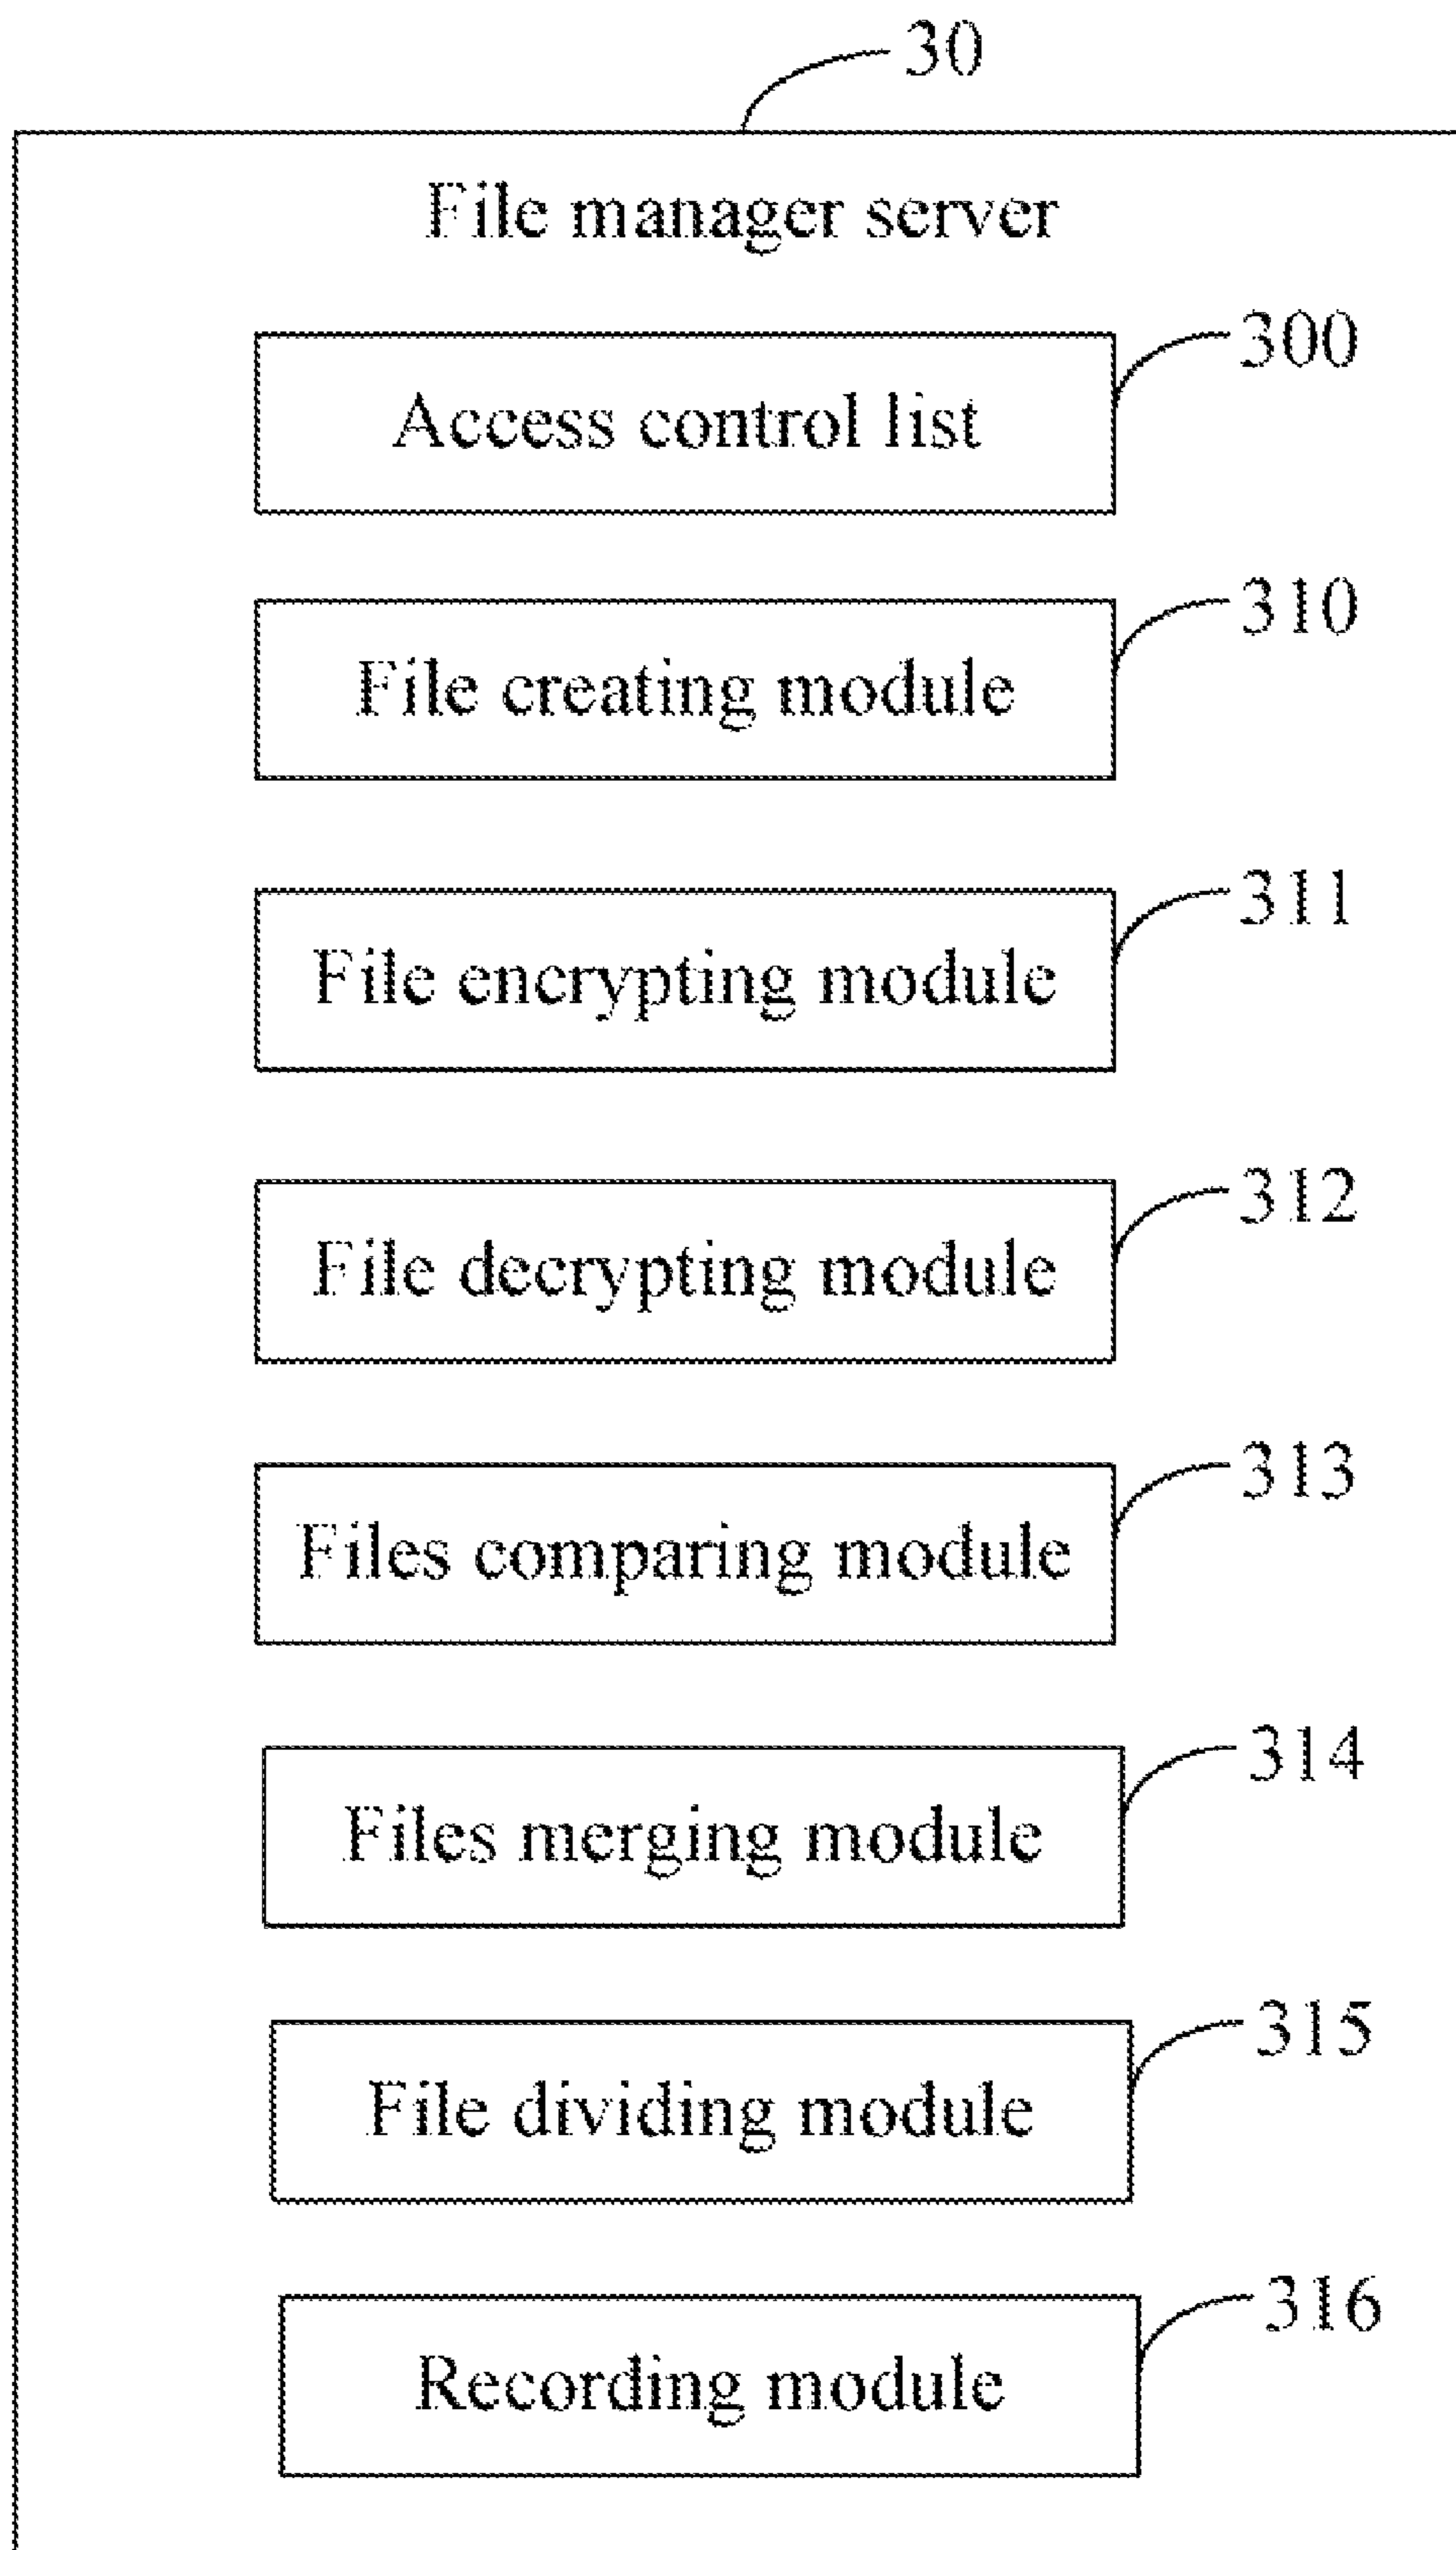 30
File manager server
300
Access control list
310
File creating module
311
File encrypting module
312
File decrypting module
313
Files comparing module
314
Files merging module
315
File dividing module
316
Recording module